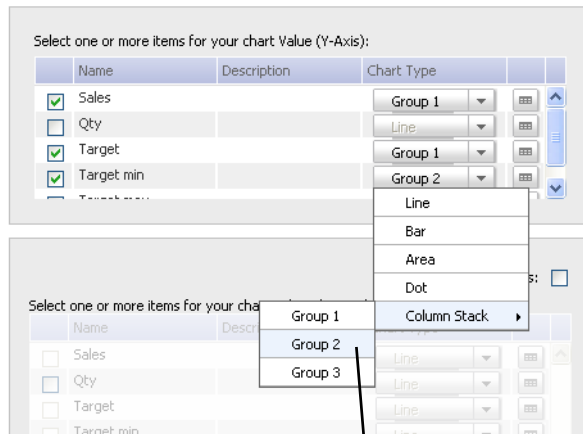 Select one or more items for your chart Value (Y-Axis):
Name Description Chart Type
Sales Group 1
Qty Line
Target Group 1
Target min Group 2
Line
Bar
Area
Dot
Column Stack
Group 1
Group 2
Group 3
s:
Select one or more items for your cha
Name Descri
Sales Line
Qty Line
Target Line
Target min